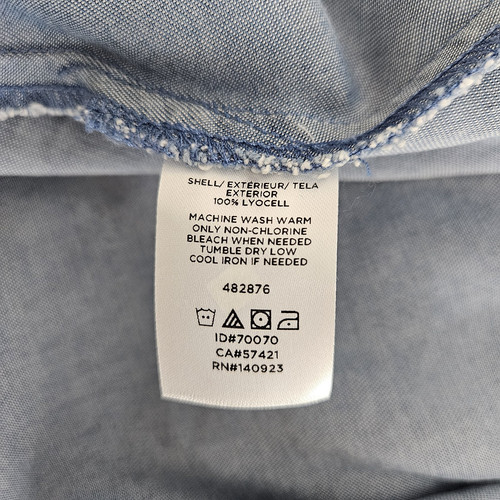 SHELL/ EXTÉRIEUR/ TELA
EXTERIOR
100% LYOCELL
MACHINE WASH WARM
ONLY NON-CHLORINE
BLEACH WHEN NEEDED
TUMBLE DRY LOW
COOL IRON IF NEEDED
482876
ID#70070
CA#57421
RN#140923